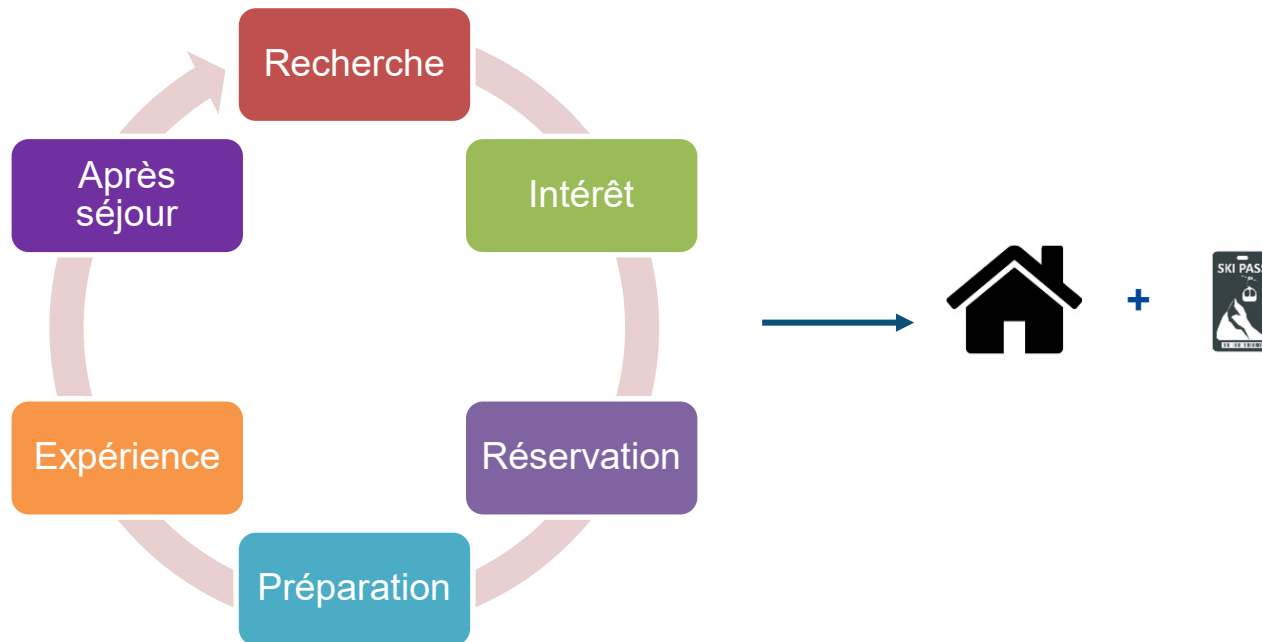 Recherche
Intérêt
Réservation
Préparation
Expérience
Après
séjour
+
SKI PASS